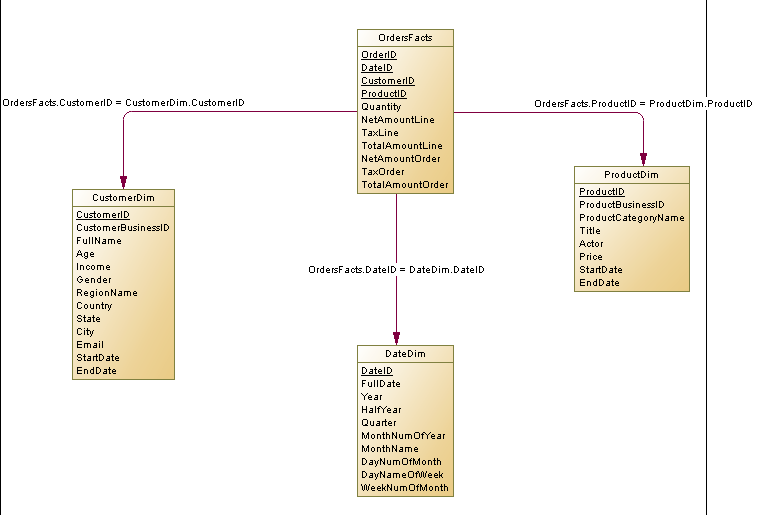 OrdersFacts
OrderID
DateID
CustomerID
ProductID
Quantity
NetAmountLine
TaxLine
TotalAmountLine
NetAmountOrder
TaxOrder
TotalAmountOrder
OrdersFacts.CustomerID = CustomerDim.CustomerID
OrdersFacts.ProductID = ProductDim.ProductID
CustomerDim
CustomerID
CustomerBusinessID
FullName
Age
Income
Gender
RegionName
Country
State
City
Email
StartDate
EndDate
ProductDim
ProductID
ProductBusinessID
ProductCategoryName
Title
Actor
Price
StartDate
EndDate
OrdersFacts.DateID = DateDim.DateID
DateDim
DateID
FullDate
Year
HalfYear
Quarter
MonthNumOfYear
MonthName
DayNumOfMonth
DayNameOfWeek
WeekNumOfMonth